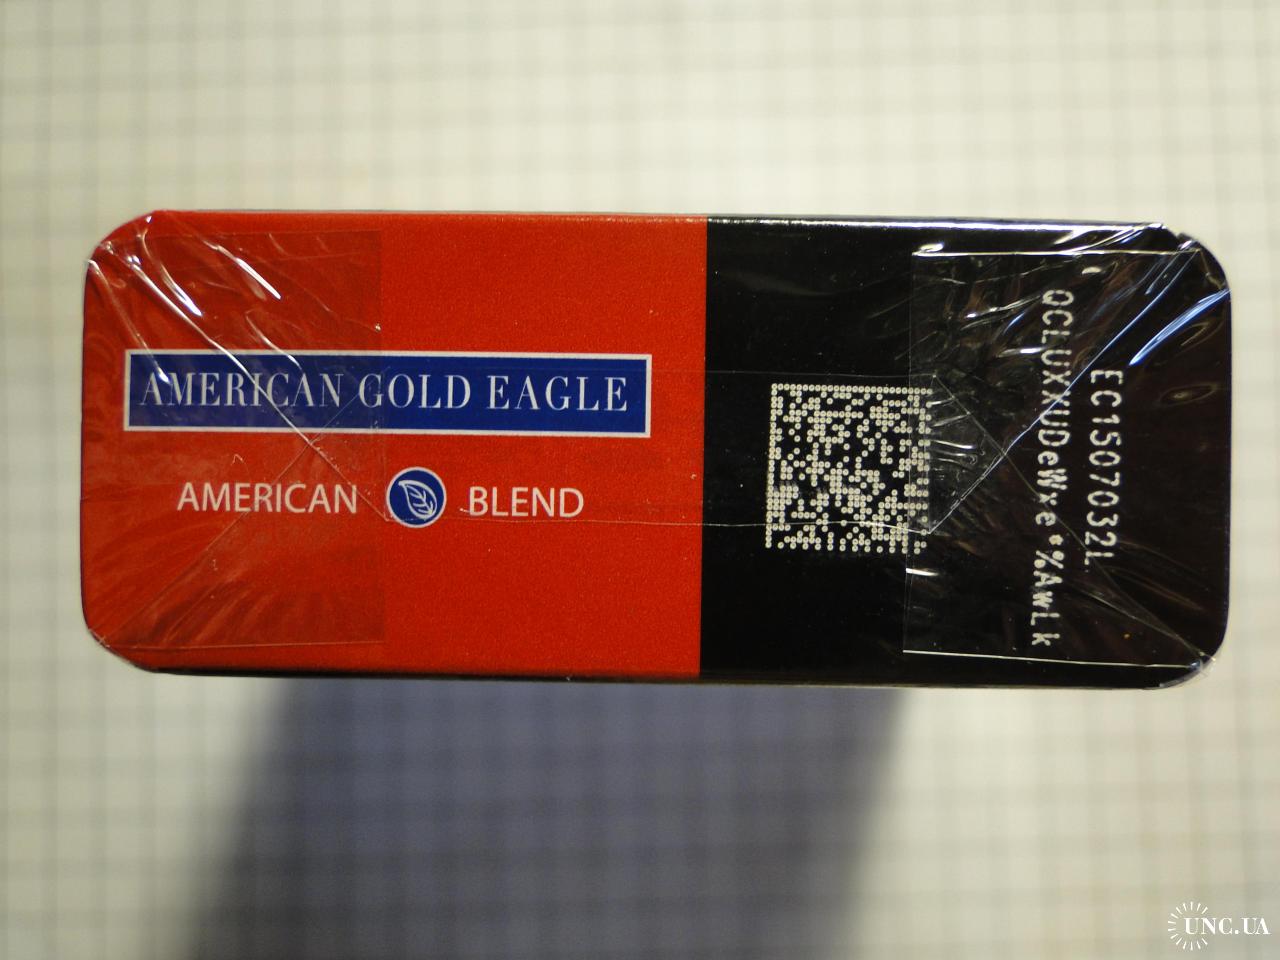 AMERICAN GOLD EAGLE
AMERICAN BLEND
EC1507032L
QCLUXXUDeWxe*%AwLk
UNC.UA